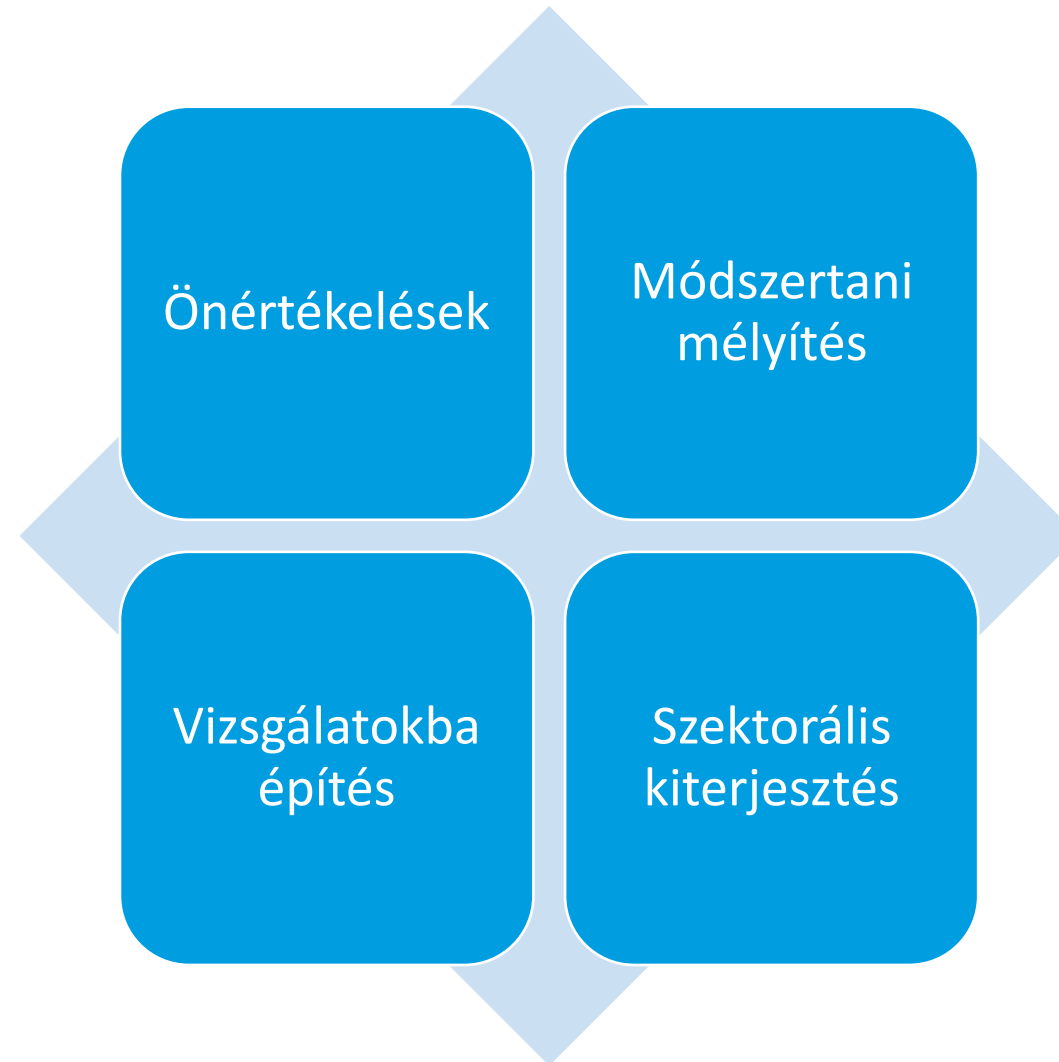 Önértékelések
Módszertani
mélyítés
Vizsgálatokba
építés
Szektorális
kiterjesztés